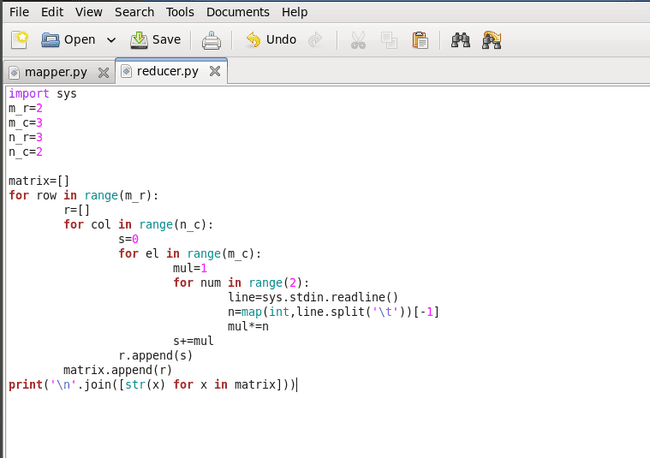 File Edit View Search Tools Documents Help
Open Save Undo
mapper.py reducer.py
import sys
m_r=2
m_c=3
n_r=3
n_c=2

matrix=[]
for row in range(m_r):
        r=[]
        for col in range(n_c):
                s=0
                for el in range(m_c):
                        mul=1
                        for num in range(2):
                                line=sys.stdin.readline()
                                n=map(int,line.split('\t'))[-1]
                                mul*=n
                        s+=mul
                r.append(s)
        matrix.append(r)
print('\n'.join([str(x) for x in matrix]))